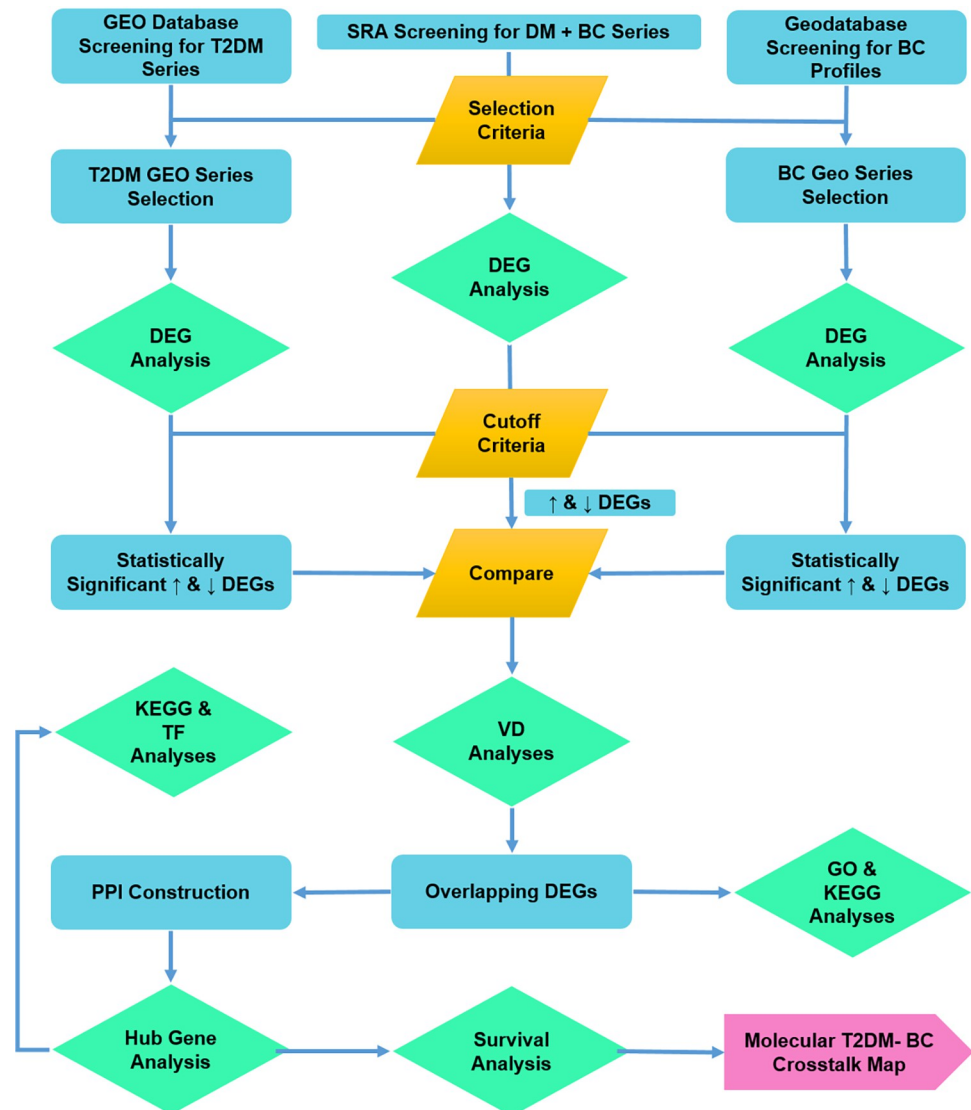 GEO Database
Screening for T2DM
Series
SRA Screening for DM + BC Series
Geodatabase
Screening for BC
Profiles
Selection
Criteria
T2DM GEO Series
Selection
BC Geo Series
Selection
DEG
Analysis
DEG
Analysis
DEG
Analysis
Cutoff
Criteria
↑ & ↓ DEGs
Statistically
Significant ↑ & ↓ DEGs
Compare
Statistically
Significant ↑ & ↓ DEGs
KEGG &
TF
Analyses
VD
Analyses
PPI Construction
Overlapping DEGs
GO &
KEGG
Analyses
Hub Gene
Analysis
Survival
Analysis
Molecular T2DM- BC
Crosstalk Map